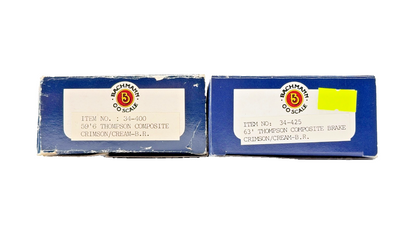 BACHMANN
OO SCALE
ITEM NO. : 34-400
59'6 THOMPSON COMPOSITE
CRIMSON/CREAM-B.R.
BACHMANN
OO SCALE
ITEM NO: 34-425
63' THOMPSON COMPOSITE BRAKE
CRIMSON/CREAM-B.R.